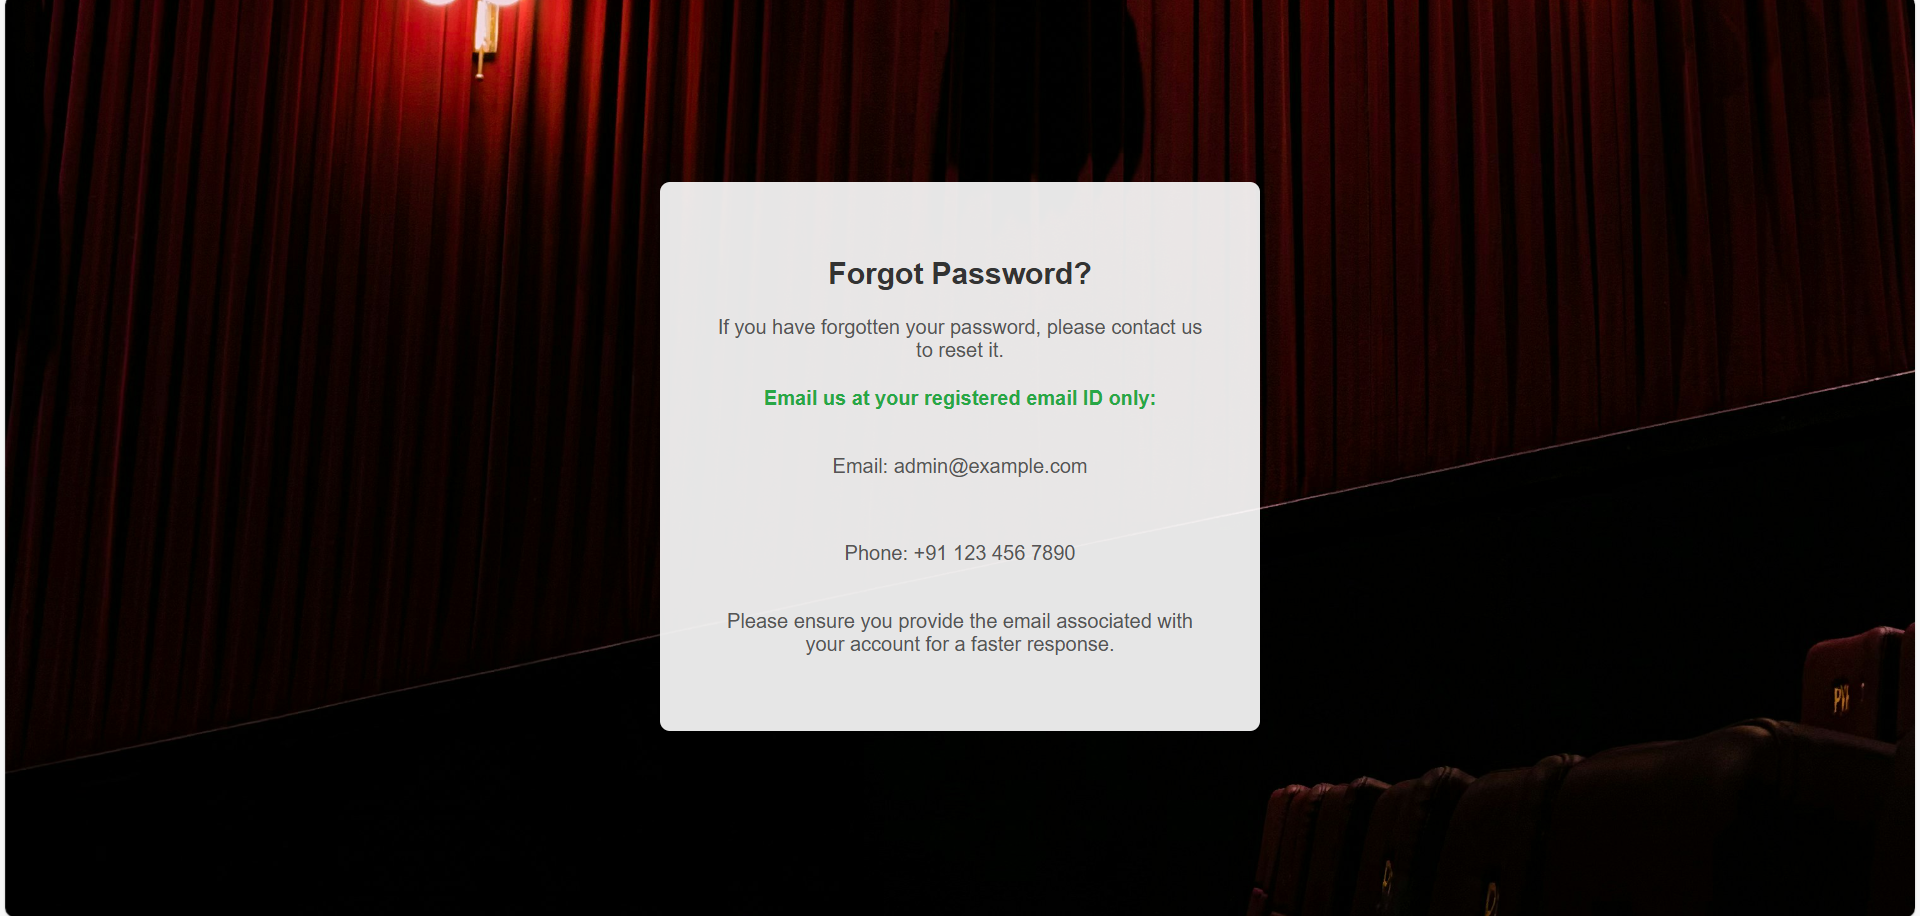 Forgot Password?
If you have forgotten your password, please contact us
to reset it.
Email us at your registered email ID only:
Email: admin@example.com
Phone: +91 123 456 7890
Please ensure you provide the email associated with
your account for a faster response.